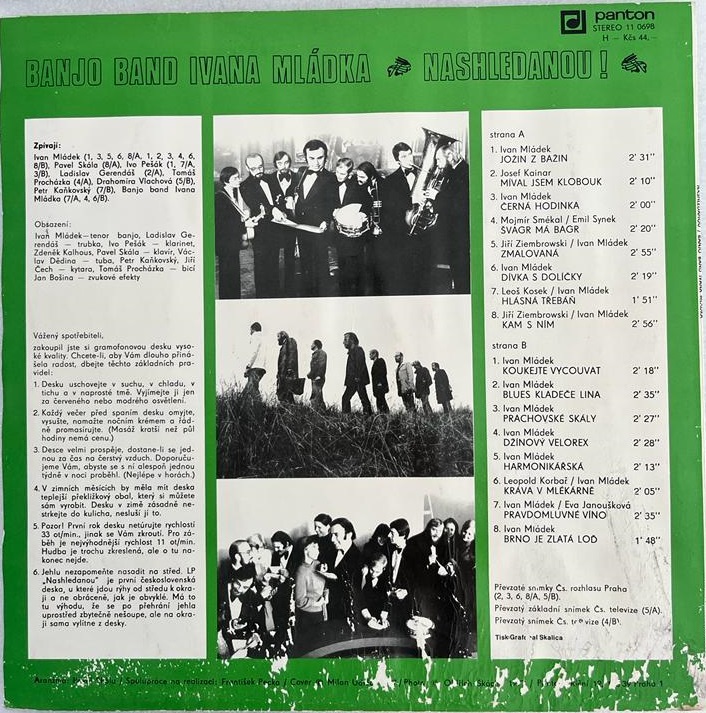 panton
STEREO 11 0698
H – Kčs 44,–
BANJO BAND IVANA MLÁDKA NASHLEDANOU!
Zpívají:
Ivan Mládek (1, 3, 5, 6, 8/A, 1, 2, 3, 4, 6,
8/B), Pavel Skála (8/A), Ivo Pešák (1, 7/A,
3/B), Ladislav Gerendáš (2/A), Tomáš
Procházka (4/A), Drahomíra Vlachová (5/B),
Petr Kaňkovský (7/B), Banjo band Ivana
Mládka (7/A, 4, 6/B).
Obsazení:
Ivan Mládek—tenor banjo, Ladislav Ge-
rendáš — trubka, Ivo Pešák — klarinet,
Zdeněk Kalhous, Pavel Skála — klavír, Vác-
lav Dědina — tuba, Petr Kaňkovský, Jiří
Čech — kytara, Tomáš Procházka — bicí
Jan Bošina — zvukové efekty
Vážený spotřebiteli,
zakoupil jste si gramofonovou desku vyso-
ké kvality. Chcete-li, aby Vám dlouho přiná-
šela radost, dbejte těchto základních pra-
videl:
1. Desku uschovejte v suchu, v chladu, v
tichu a v naprosté tmě. Vyjímejte ji jen
za červeného nebo modrého osvětlení.
2. Každý večer před spaním desku omyjte,
vysušte, namažte nočním krémem a řád-
ně promasírujte. (Masáž kratší než půl
hodiny nemá cenu.)
3. Desce velmi prospěje, dostane-li se jed-
nou za čas na čerstvý vzduch. Doporuču-
jeme Vám, abyste se s ní alespoň jednou
týdně v noci proběhl. (Nejlépe v horách.)
4. V zimních měsících by měla mít deska
teplejší překližkový obal, který si můžete
sám vyrobit. Desku v zimě zásadně ne-
strkejte do kulicha, nesluší jí to.
5. Pozor! První rok desku netúrujte rychlostí
33 ot/min., jinak se Vám zkroutí. Pro zá-
běh je nejvýhodnější rychlost 11 ot/min.
Hudba je trochu zkreslená, ale o tu na-
konec nejde.
6. Jehlu nezapomeňte nasadit na střed. LP
„Nashledanou" je první československá
deska, u které jdou rýhy od středu k okra-
ji a ne obráceně, jak je obvyklé. Má to
tu výhodu, že se po přehrání jehla
uprostřed zbytečně nešoupe, ale na okra-
ji sama vylítne z desky.
strana A
1. Ivan Mládek
JOŽIN Z BAŽIN 2' 31''
2. Josef Kainar
MÍVAL JSEM KLOBOUK 2' 10''
3. Ivan Mládek
ČERNÁ HODINKA 2' 00''
4. Mojmír Smékal / Emil Synek
ŠVAGR MÁ BAGR 2' 20''
5. Jiří Ziembrowski / Ivan Mládek
ZMALOVANÁ 2' 55''
6. Ivan Mládek
DÍVKA S DOLÍČKY 2' 19''
7. Leoš Kosek / Ivan Mládek
HLÁSNÁ TŘEBÁŇ 1' 51''
8. Jiří Ziembrowski / Ivan Mládek
KAM S NÍM 2' 56''
strana B
1. Ivan Mládek
KOUKEJTE VYCOUVAT 2' 18''
2. Ivan Mládek
BLUES KLADEČE LINA 2' 35''
3. Ivan Mládek
PRACHOVSKÉ SKÁLY 2' 27''
4. Ivan Mládek
DŽÍNOVÝ VELOREX 2' 28''
5. Ivan Mládek
HARMONIKÁŘSKÁ 2' 13''
6. Leopold Korbař / Ivan Mládek
KRÁVA V MLÉKÁRNĚ 2' 05''
7. Ivan Mládek / Eva Janoušková
PRAVDOMLUVNÉ VÍNO 2' 35''
8. Ivan Mládek
BRNO JE ZLATÁ LOĎ 1' 48''
Převzaté snímky Čs. rozhlasu Praha
(2, 3, 6, 8/A, 5/B).
Převzatý základní snímek Čs. televize (5/A).
Převzatý snímek Čs. televize (4/B).
Tisk-Graf Skalica
/ Spolupráce na realizaci: František Pecka / Cover Milan / Photo Praha 1